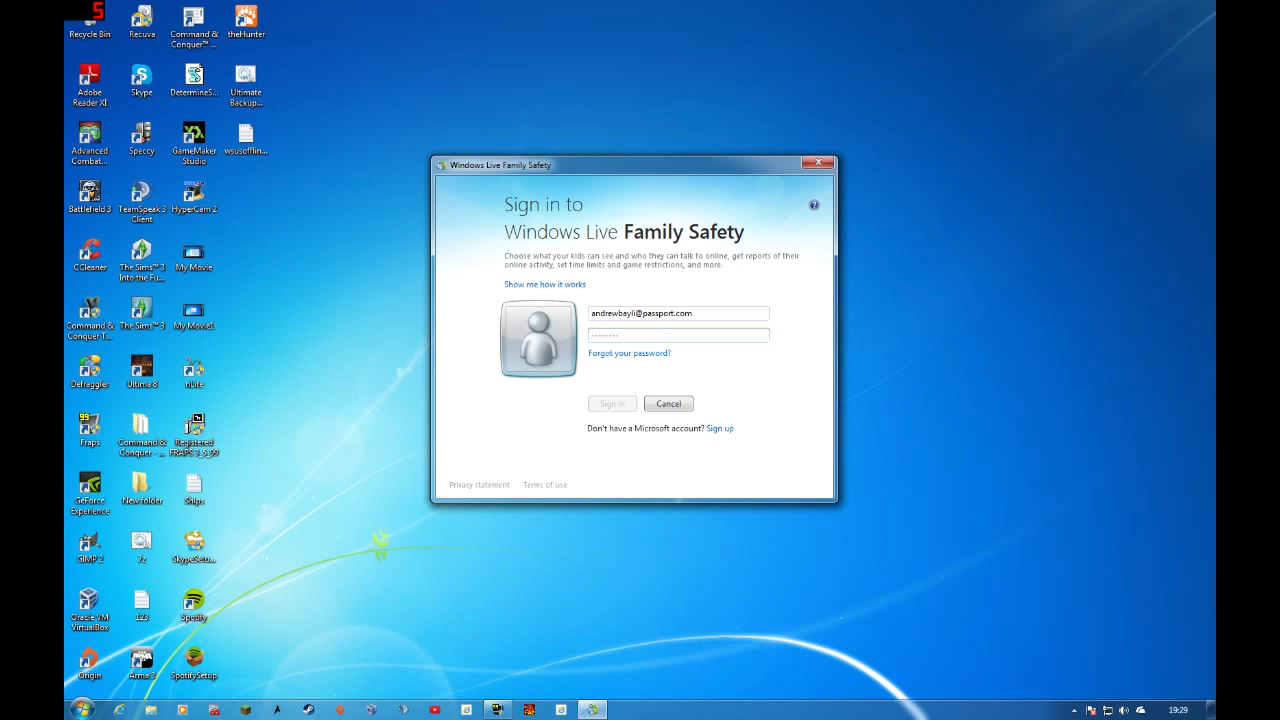 5
Recycle Bin
Recuva
Command &
Conquer™ ...
theHunter
Adobe
Reader XI
Skype
DetermineS...
Ultimate
Backup...
Advanced
Combat...
Speccy
GameMaker
Studio
wsusofflin...
Battlefield 3
TeamSpeak 3
Client
HyperCam 2
CCleaner
The Sims™ 3
Into the Fu...
My Movie
Command &
Conquer T...
The Sims™ 3
My Movie1
Defraggler
Ultima 8
nLite
99
Fraps
Command &
Conquer - ...
Registered
FRAPS 3_5_99
GeForce
Experience
New folder
Ships
GIMP 2
7z
SkypeSetu...
Oracle VM
VirtualBox
123
Spotify
Origin
Arma 3
SpotifySetup
Windows Live Family Safety
Sign in to
Windows Live Family Safety
Choose what your kids can see and who they can talk to online, get reports of their
online activity, set time limits and game restrictions, and more.
Show me how it works
andrewbayli@passport.com
Forgot your password?
Sign in
Cancel
Don't have a Microsoft account? Sign up
Privacy statement
Terms of use
19:29